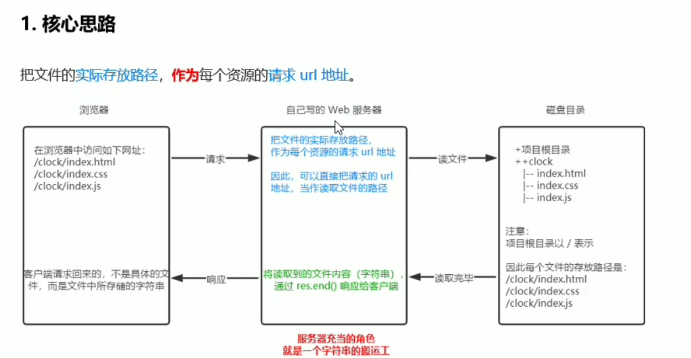 1. 核心思路
把文件的实际存放路径，作为每个资源的请求 url 地址。
浏览器
自己写的 Web 服务器
磁盘目录
在浏览器中访问如下网址：
/clock/index.html
/clock/index.css
/clock/index.js
客户端请求回来的，不是具体的文
件，而是文件中所存储的字符串
请求
响应
把文件的实际存放路径，
作为每个资源的请求 url 地址
因此，可以直接把请求的 url
地址，当作读取文件的路径
将读取到的文件内容（字符串），
通过 res.end() 响应给客户端
读文件
读取完毕
+项目根目录
++clock
|-- index.html
|-- index.css
|-- index.js
注意：
项目根目录以 / 表示
因此每个文件的存放路径是：
/clock/index.html
/clock/index.css
/clock/index.js
服务器充当的角色
就是一个字符串的搬运工